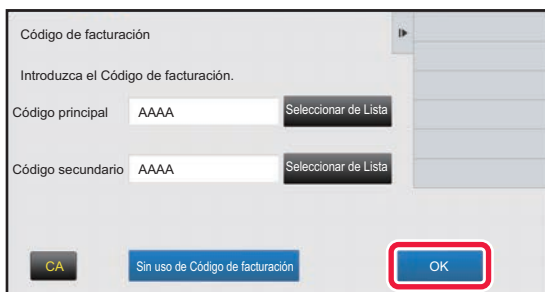 Código de facturación
Introduzca el Código de facturación.
Código principal AAAA Seleccionar de Lista
Código secundario AAAA Seleccionar de Lista
CA Sin uso de Código de facturación OK